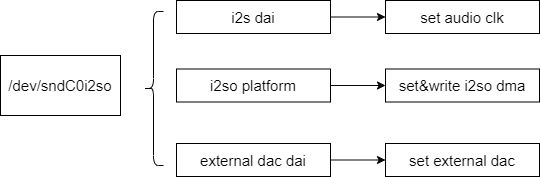 i2s dai
set audio clk
/dev/sndC0i2so
i2so platform
set&write i2so dma
external dac dai
set external dac